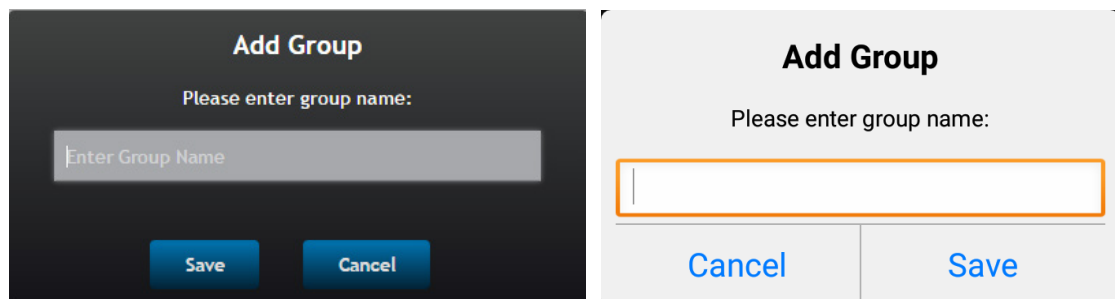 Add Group
Please enter group name:
Enter Group Name
Save Cancel
Add Group
Please enter group name:
Cancel Save